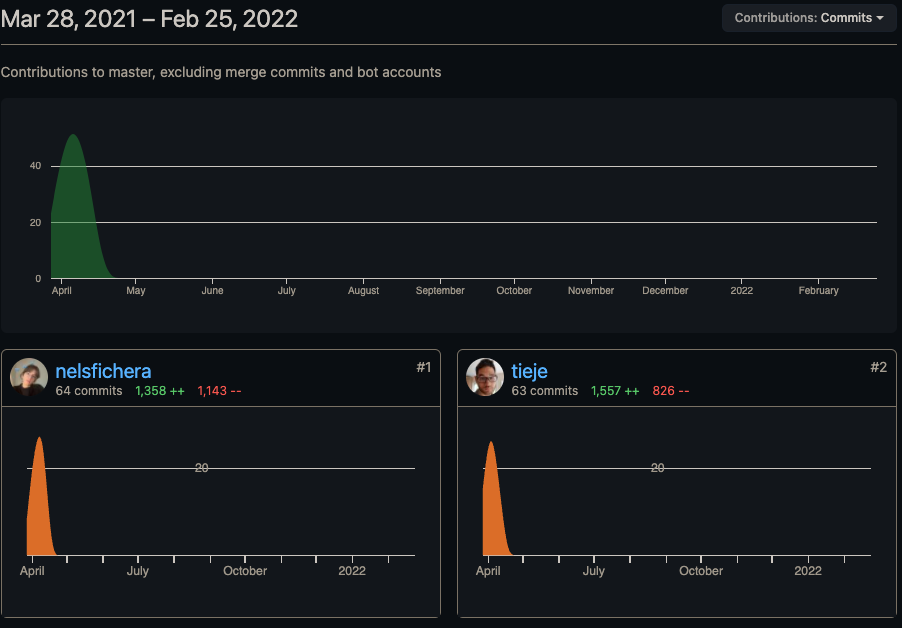 Mar 28, 2021 – Feb 25, 2022
Contributions: Commits
Contributions to master, excluding merge commits and bot accounts
40
20
0
April May June July August September October November December 2022 February
nelsfichera #1
64 commits 1,358 ++ 1,143 --
20
April July October 2022
tieje #2
63 commits 1,557 ++ 826 --
20
April July October 2022